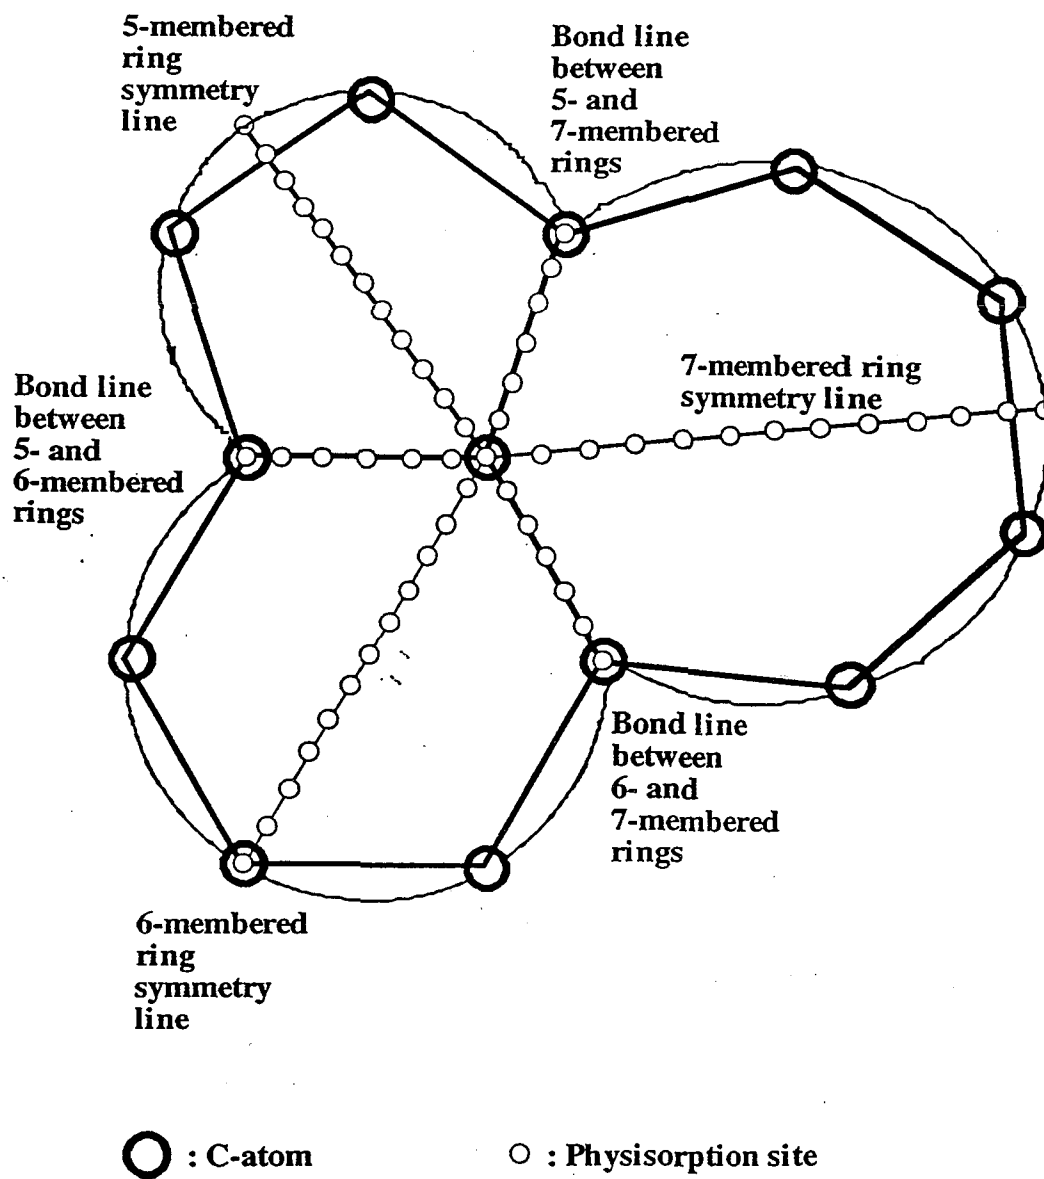 5-membered
ring
symmetry
line
Bond line
between
5- and
7-membered
rings
7-membered ring
symmetry line
Bond line
between
5- and
6-membered
rings
Bond line
between
6- and
7-membered
rings
6-membered
ring
symmetry
line
: C-atom
: Physisorption site